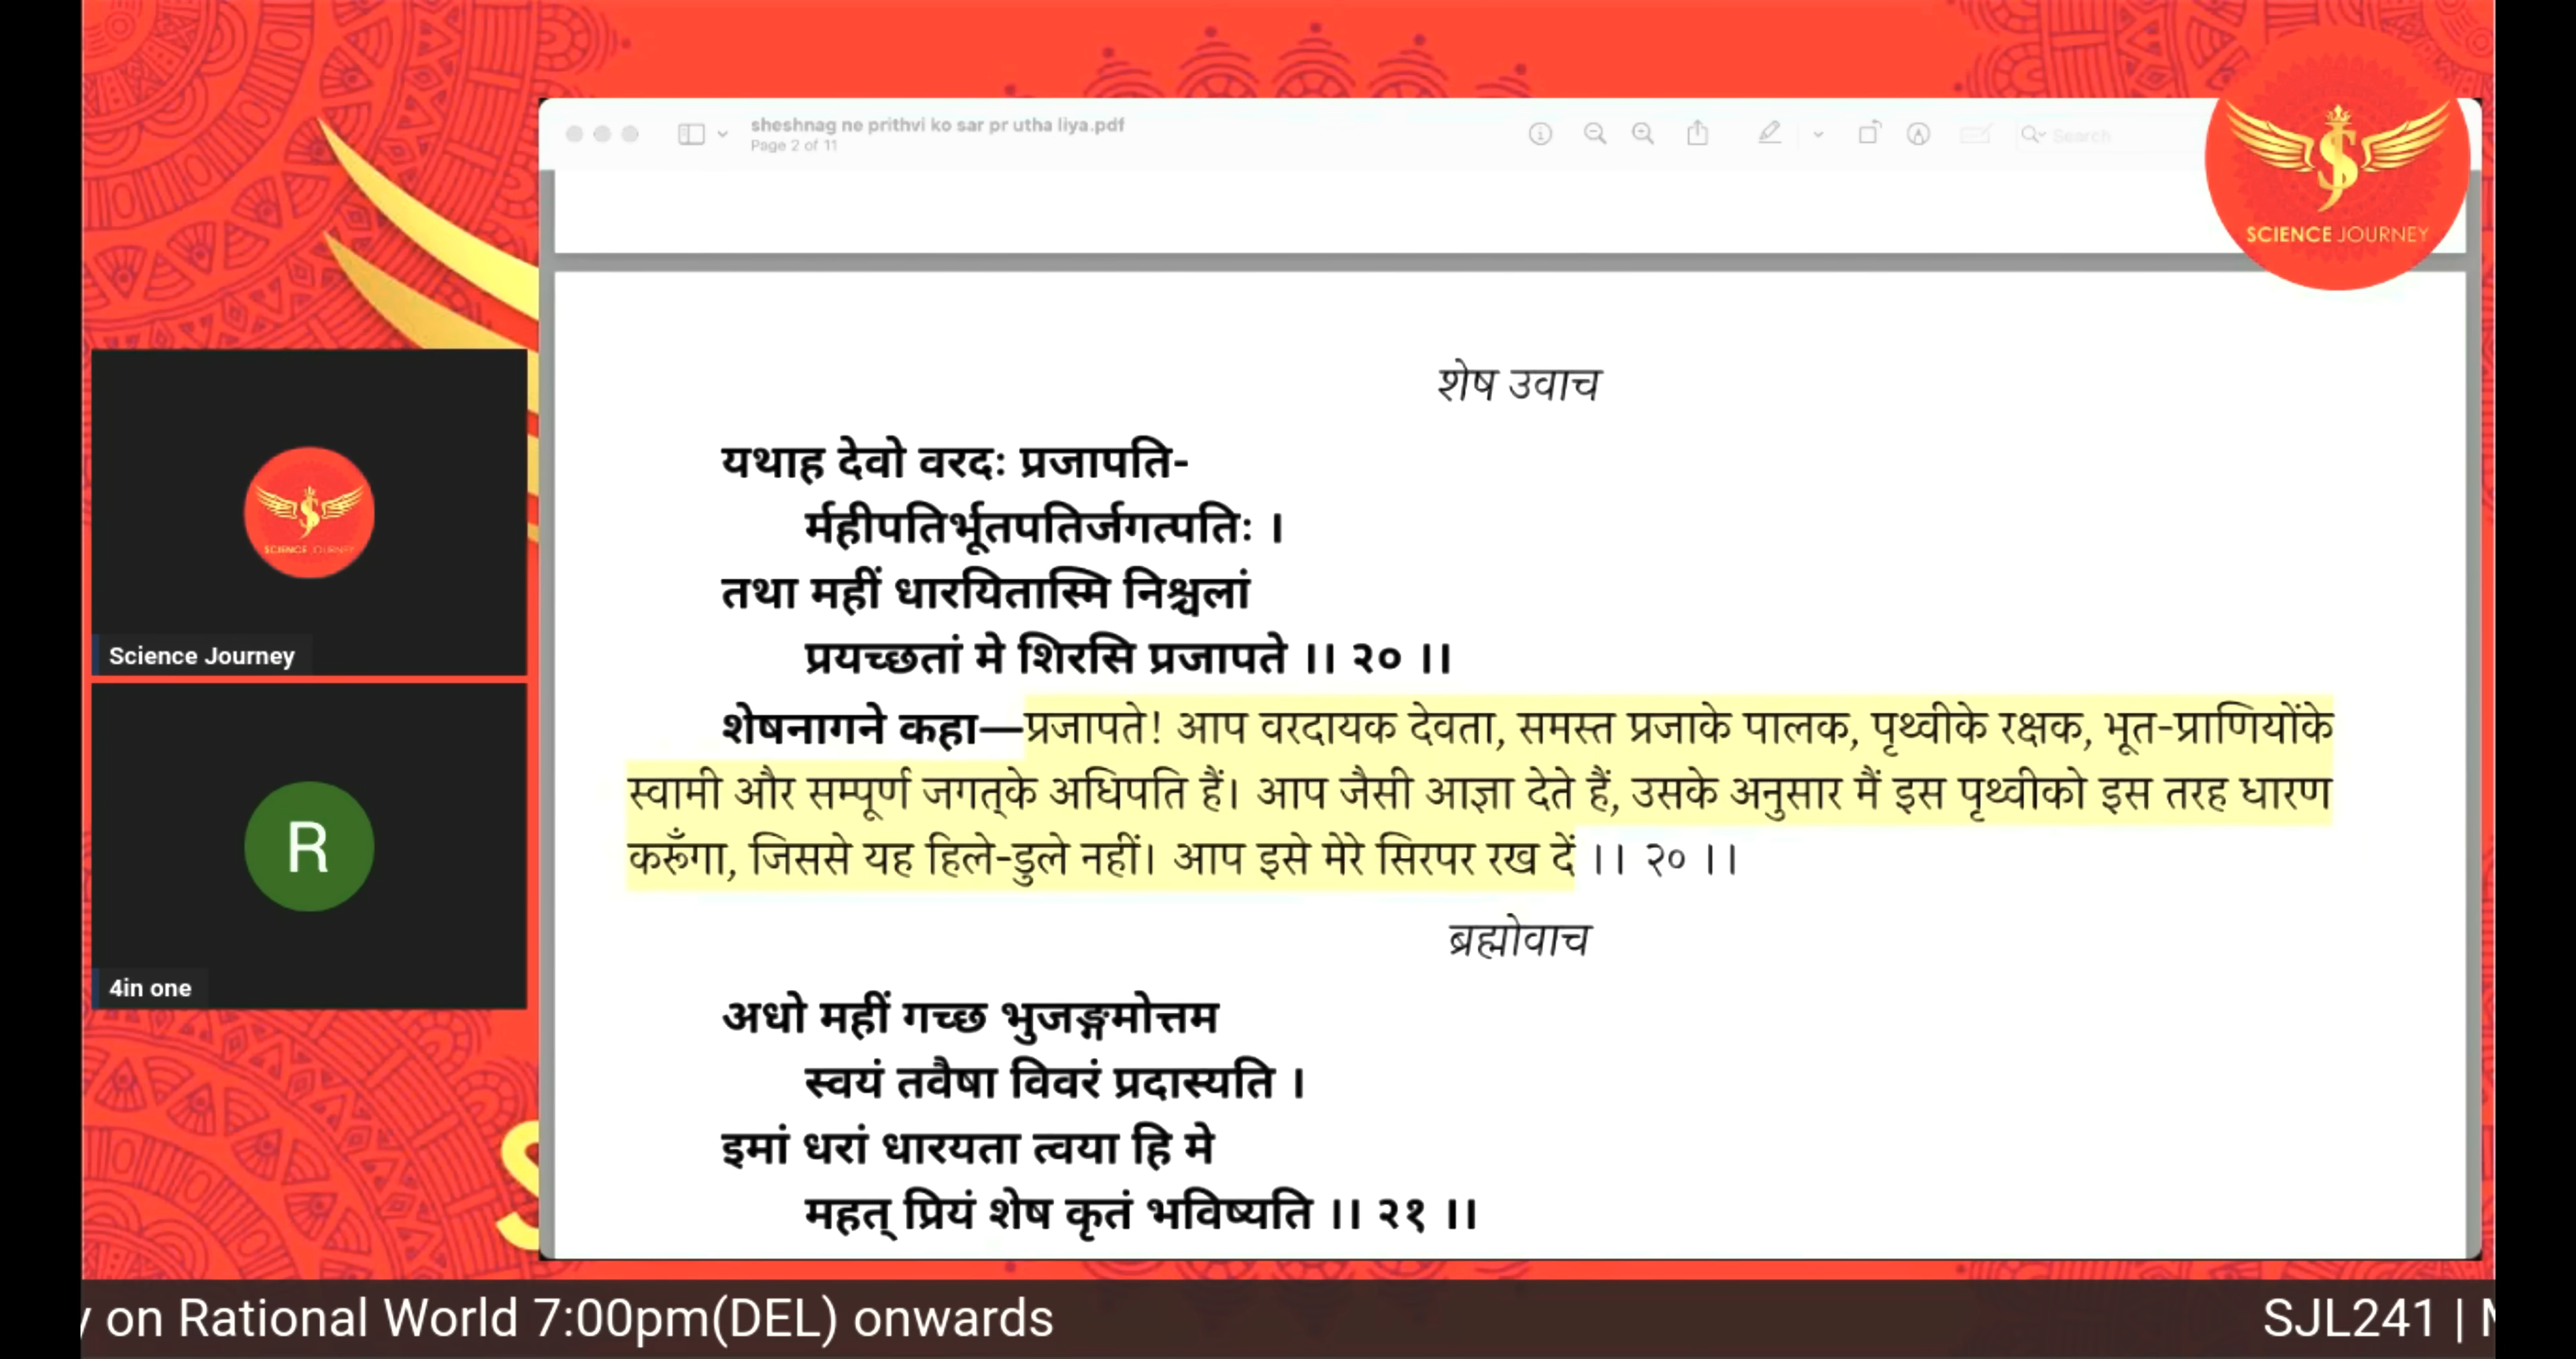 sheshnag ne prithvi ko sar pr utha liya.pdf
Page 2 of 11
Search
SCIENCE JOURNEY
शेष उवाच
यथाह देवो वरदः प्रजापति-
र्महीपतिर्भूतपतिर्जगत्पतिः ।
तथा महीं धारयितास्मि निश्चलां
प्रयच्छतां मे शिरसि प्रजापते ।। २० ।।
शेषनागने कहा—प्रजापते! आप वरदायक देवता, समस्त प्रजाके पालक, पृथ्वीके रक्षक, भूत-प्राणियोंके
स्वामी और सम्पूर्ण जगत्‌के अधिपति हैं। आप जैसी आज्ञा देते हैं, उसके अनुसार मैं इस पृथ्वीको इस तरह धारण
करूँगा, जिससे यह हिले-डुले नहीं। आप इसे मेरे सिरपर रख दें ।। २० ।।
ब्रह्मोवाच
अधो महीं गच्छ भुजङ्गमोत्तम
स्वयं तवैषा विवरं प्रदास्यति ।
इमां धरां धारयता त्वया हि मे
महत् प्रियं शेष कृतं भविष्यति ।। २१ ।।
SCIENCE JOURNEY
Science Journey
R
4in one
on Rational World 7:00pm(DEL) onwards
SJL241 |